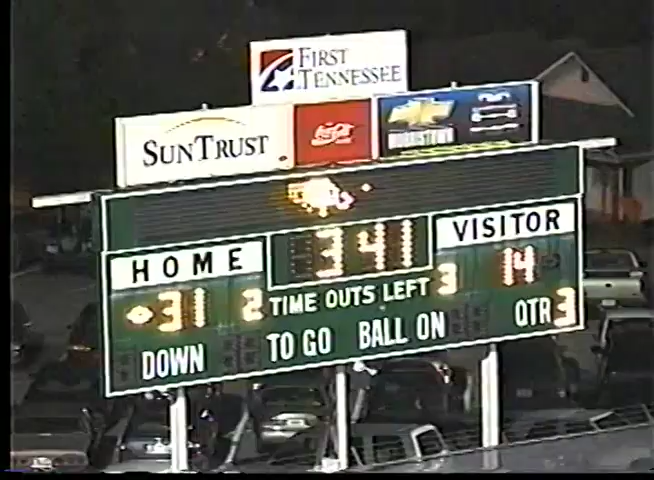 FIRST
TENNESSEE
SUNTRUST
Coca-Cola
CHEVROLET
3 41
HOME
VISITOR
31
14
2 TIME OUTS LEFT 3
DOWN TO GO BALL ON QTR 3